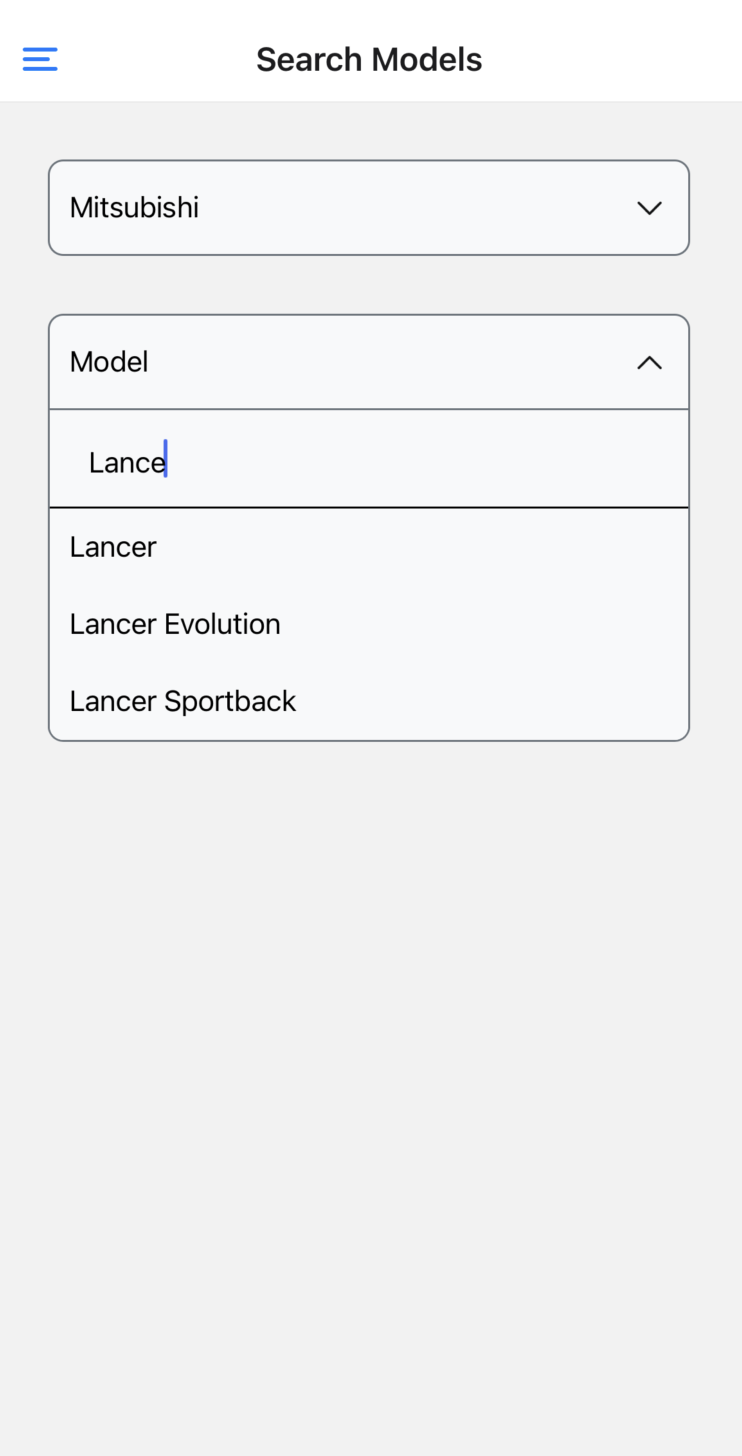 Search Models
Mitsubishi
Model
Lance
Lancer
Lancer Evolution
Lancer Sportback